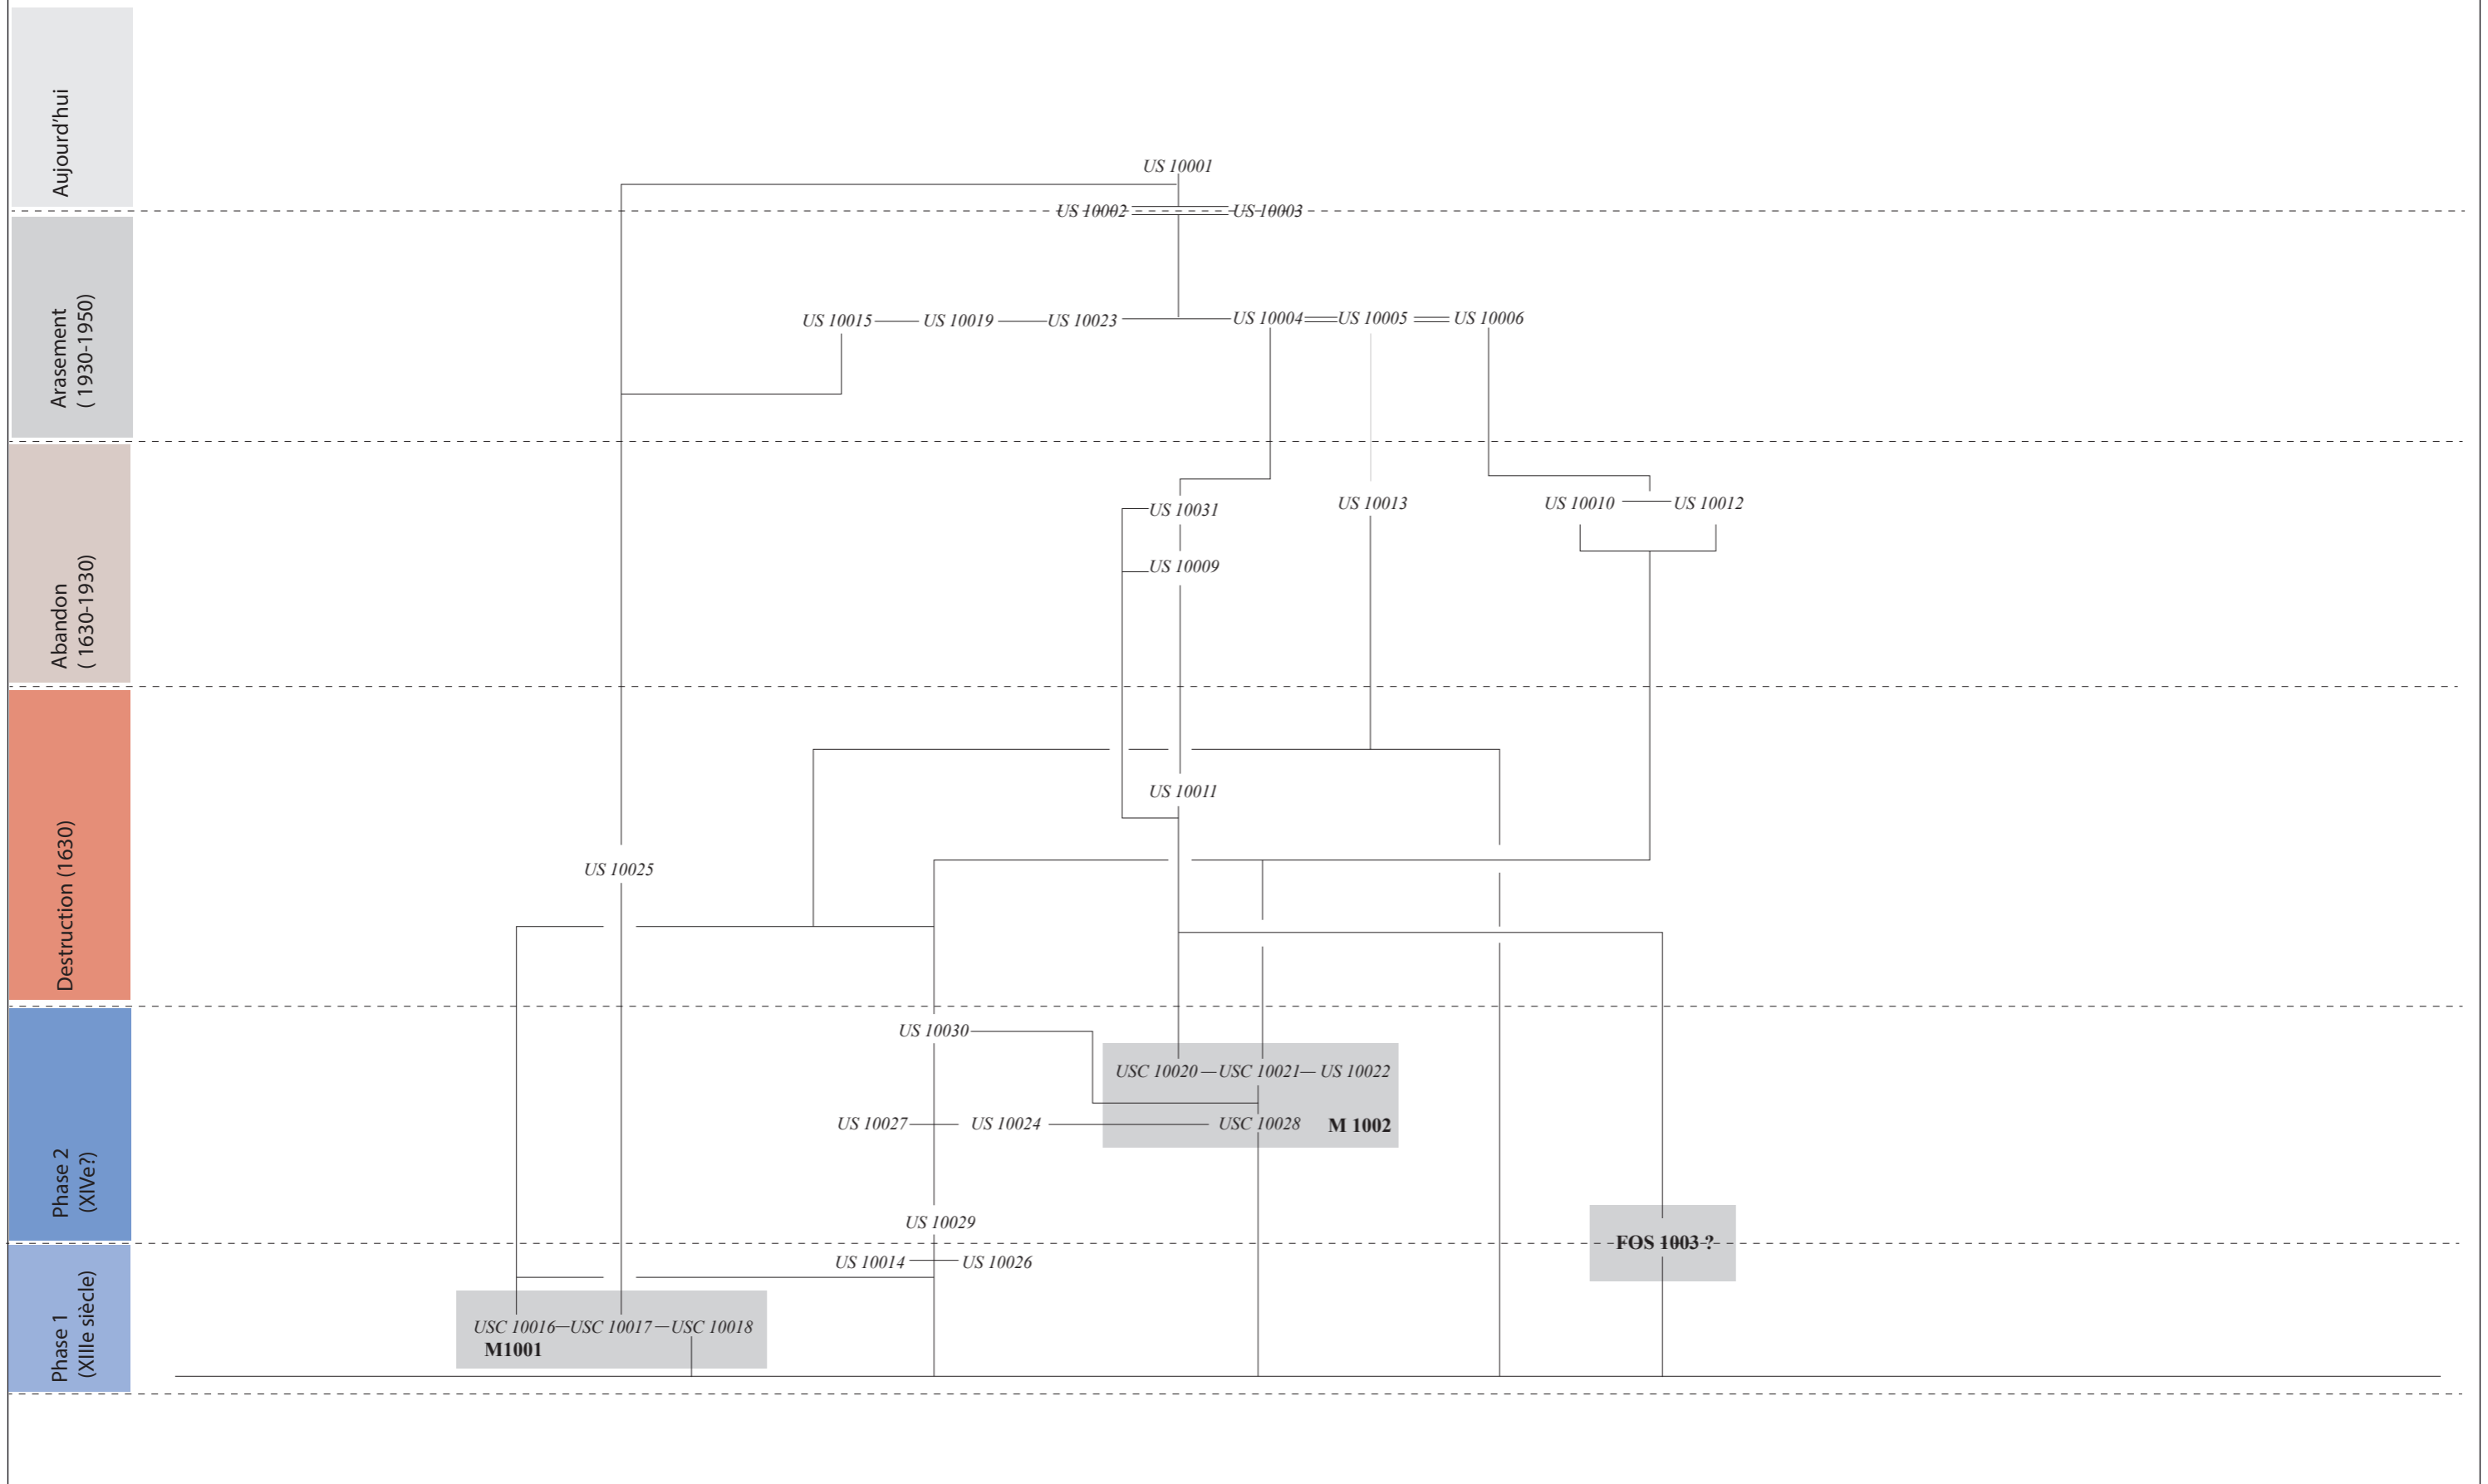 Aujourd'hui
US 10001
US 10002 US 10003
Arasement
( 1930-1950)
US 10015 US 10019 US 10023 US 10004 US 10005 US 10006
Abandon
( 1630-1930)
US 10031 US 10013 US 10010 US 10012
US 10009
Destruction (1630)
US 10011
US 10025
Phase 2
(XIVe?)
US 10030
USC 10020 USC 10021 US 10022
US 10027 US 10024 USC 10028 M 1002
US 10029
FOS 1003 ?
Phase 1
(XIIIe siècle)
US 10014 US 10026
USC 10016 USC 10017 USC 10018
M1001